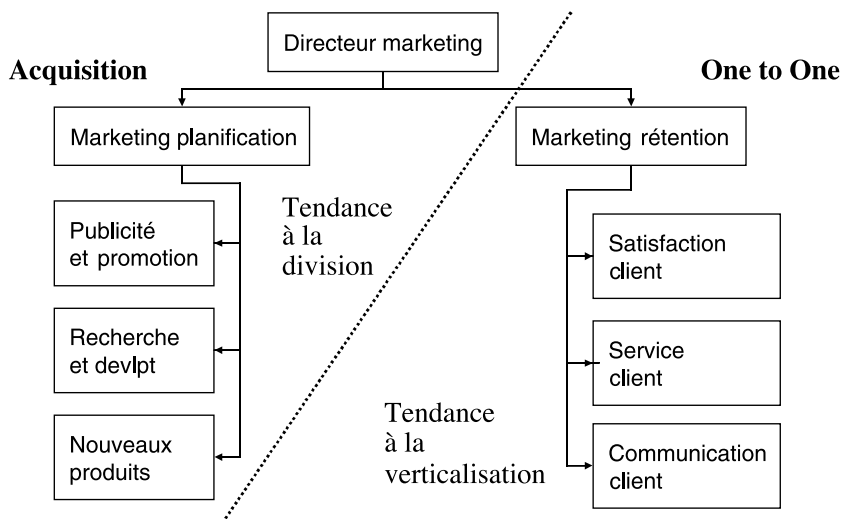 Directeur marketing
Acquisition
One to One
Marketing planification
Marketing rétention
Tendance
à la
division
Publicité
et promotion
Recherche
et devlpt
Nouveaux
produits
Satisfaction
client
Service
client
Communication
client
Tendance
à la
verticalisation